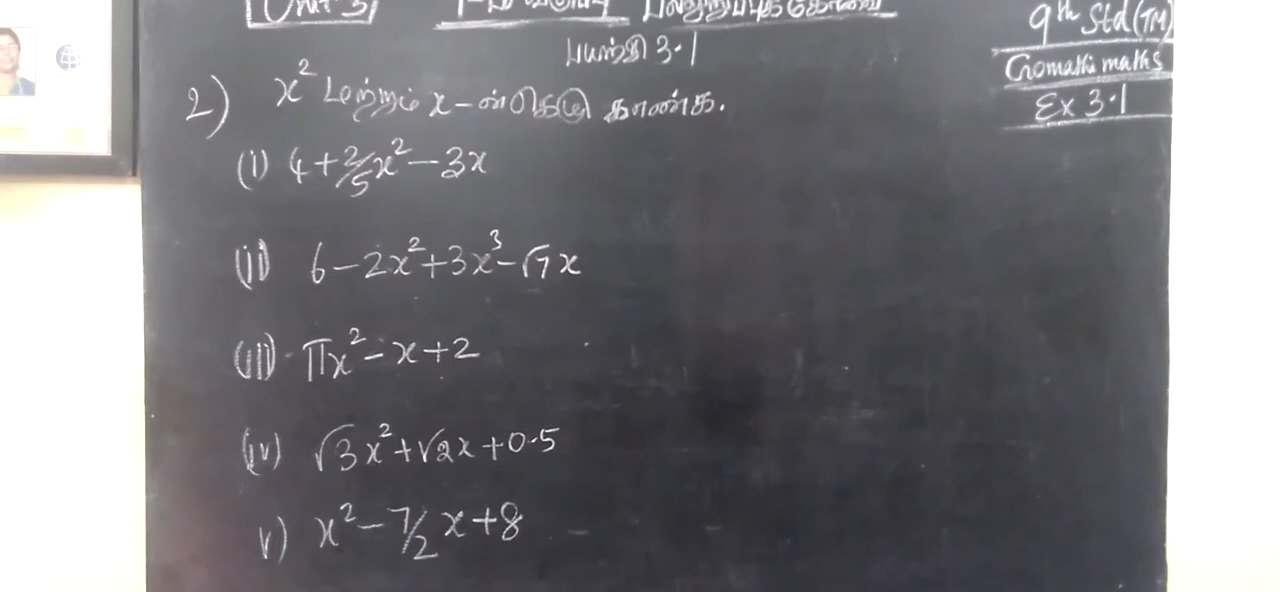 பயிற்சி 3.1
9th Std (TM)
Gomathi maths
Ex 3.1
2) x² மற்றும் x-ன் கெழு காண்க.
(i) 4+2/5x²-3x
(ii) 6-2x²+3x³-√7x
(iii) πx²-x+2
(iv) √3x²+√2x+0.5
v) x²-7/2x+8